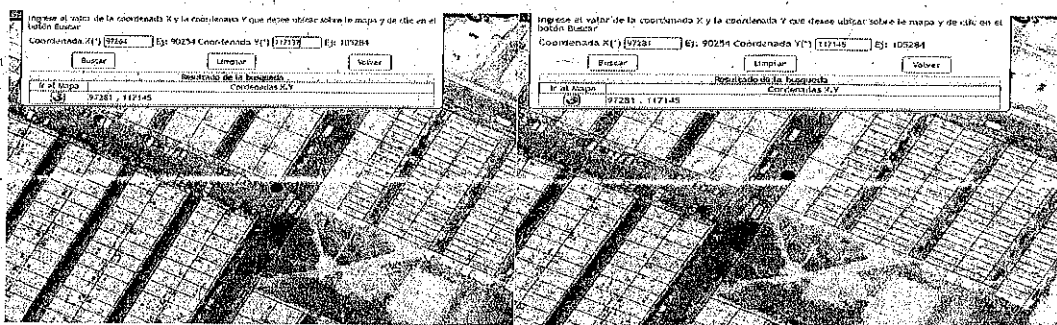 Ingrese el valor de la coordenada X y la coordenada Y que desee ubicar sobre le mapa y de clic en el
botón Buscar
Coordenada X(*) 97264 Ej: 90254 Coordenada Y(*) Ej: 105284
Buscar Limpiar Volver
Resultado de la busqueda
Ir al Mapa Cordenadas X,Y
97281 , 117145
Ingrese el valor de la coordenada X y la coordenada Y que desee ubicar sobre le mapa y de clic en el
botón Buscar
Coordenada X(*) 97281 Ej: 90254 Coordenada Y(*) 117145 Ej: 105284
Buscar Limpiar Volver
Resultado de la busqueda
Ir al Mapa Cordenadas X,Y
97281 , 117145